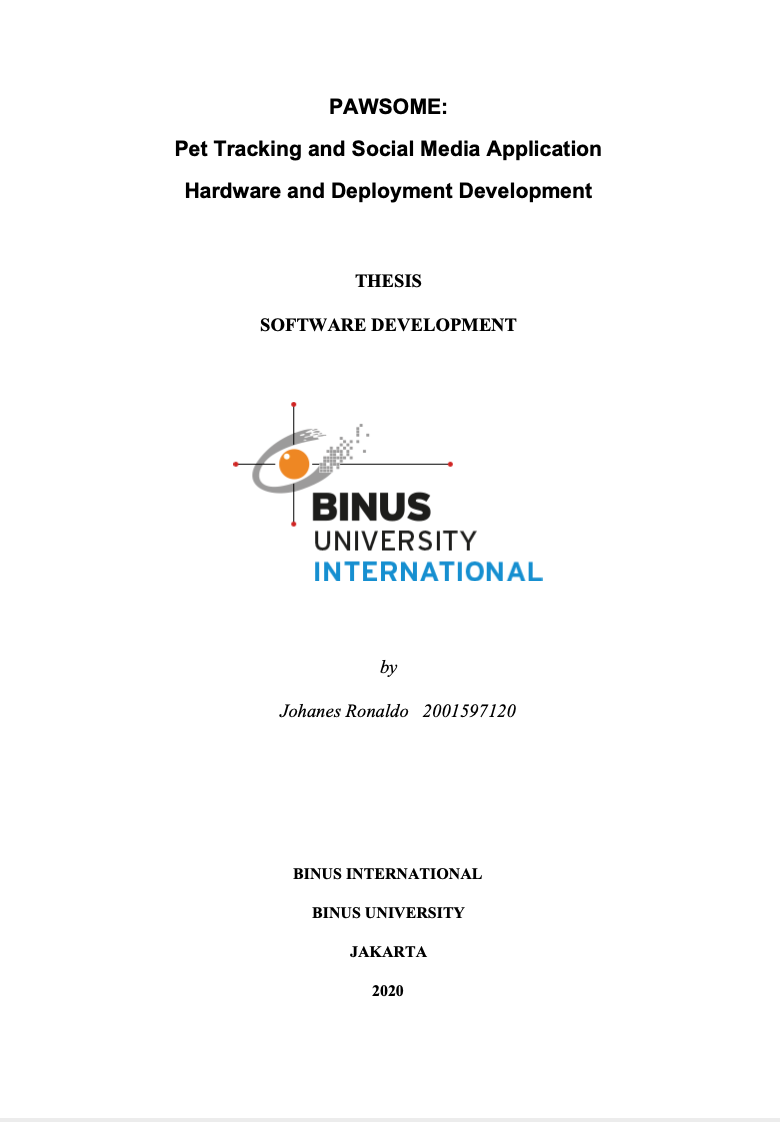 PAWSOME:
Pet Tracking and Social Media Application
Hardware and Deployment Development
THESIS
SOFTWARE DEVELOPMENT
BINUS
UNIVERSITY
INTERNATIONAL
by
Johanes Ronaldo 2001597120
BINUS INTERNATIONAL
BINUS UNIVERSITY
JAKARTA
2020